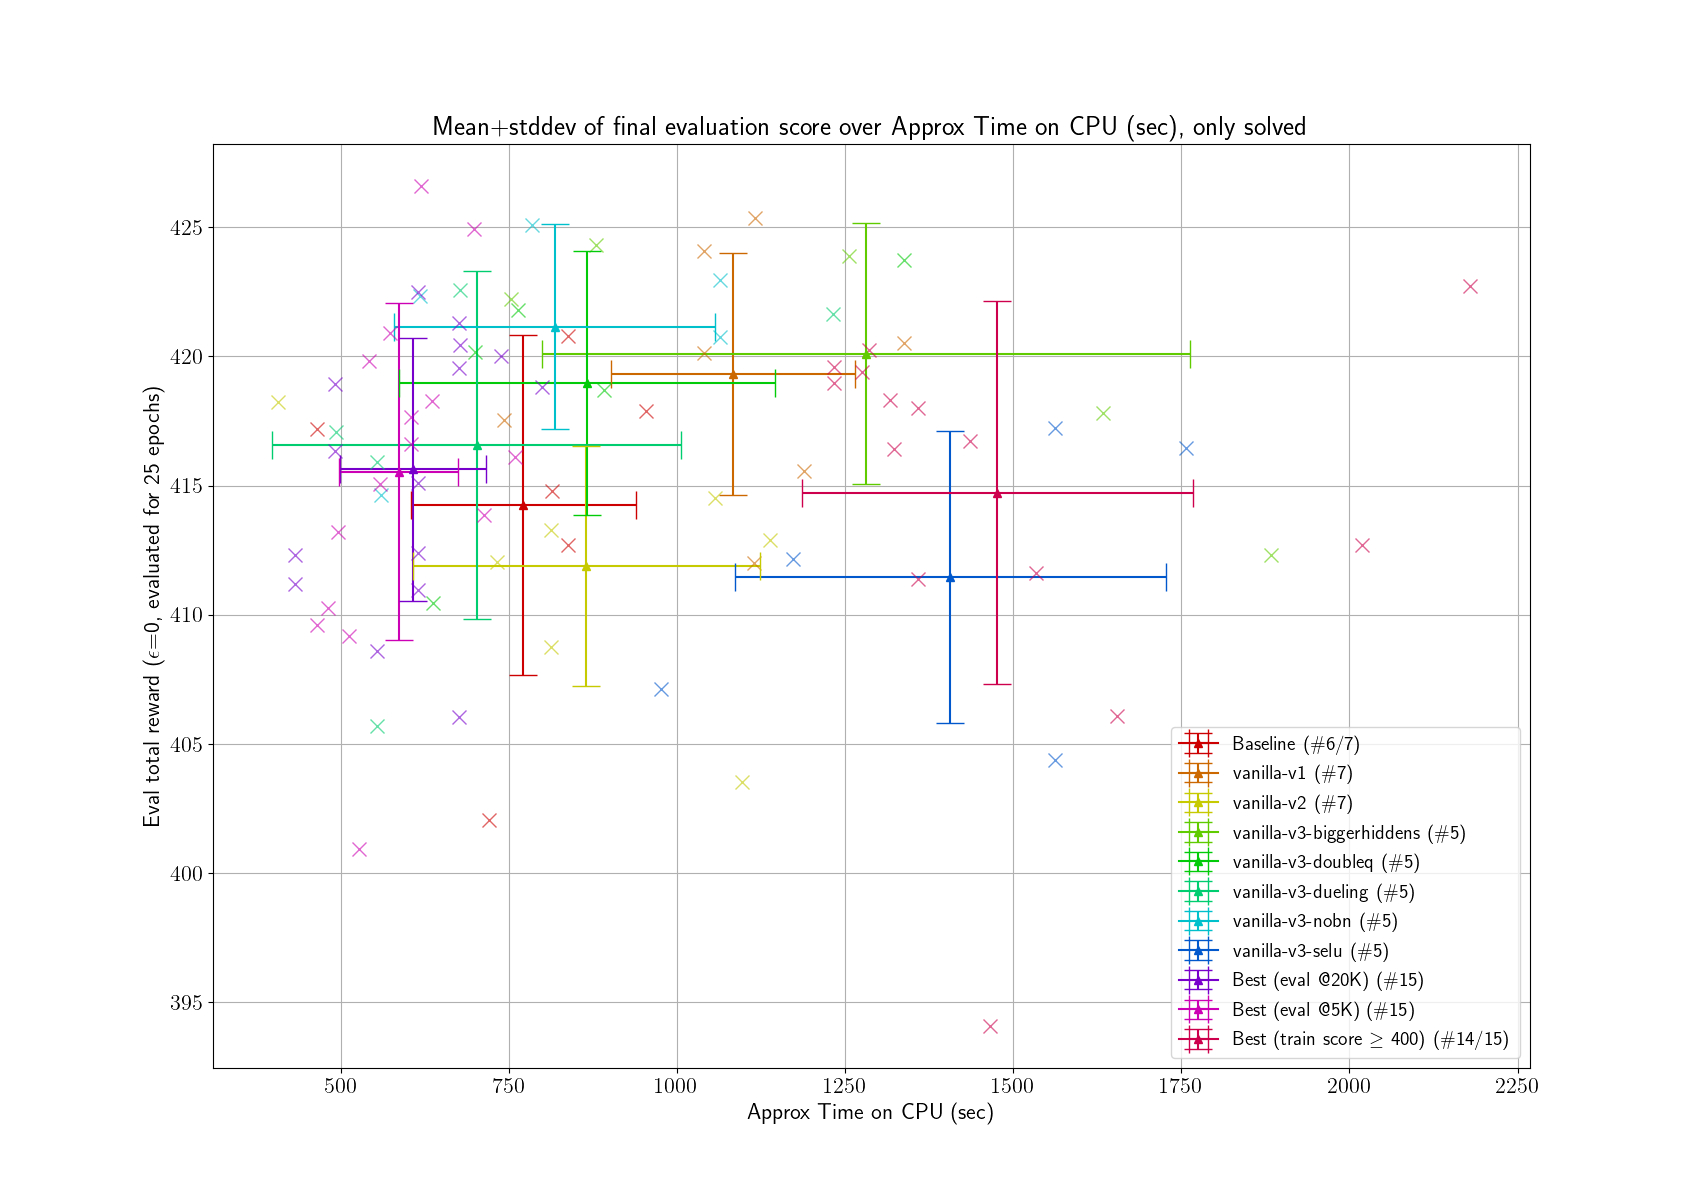 Mean+stddev of final evaluation score over Approx Time on CPU (sec), only solved
Eval total reward (ϵ=0, evaluated for 25 epochs)
425
420
415
410
405
400
395
Baseline (#6/7)
vanilla-v1 (#7)
vanilla-v2 (#7)
vanilla-v3-biggerhiddens (#5)
vanilla-v3-doubleq (#5)
vanilla-v3-dueling (#5)
vanilla-v3-nobn (#5)
vanilla-v3-selu (#5)
Best (eval @20K) (#15)
Best (eval @5K) (#15)
Best (train score ≥ 400) (#14/15)
500 750 1000 1250 1500 1750 2000 2250
Approx Time on CPU (sec)